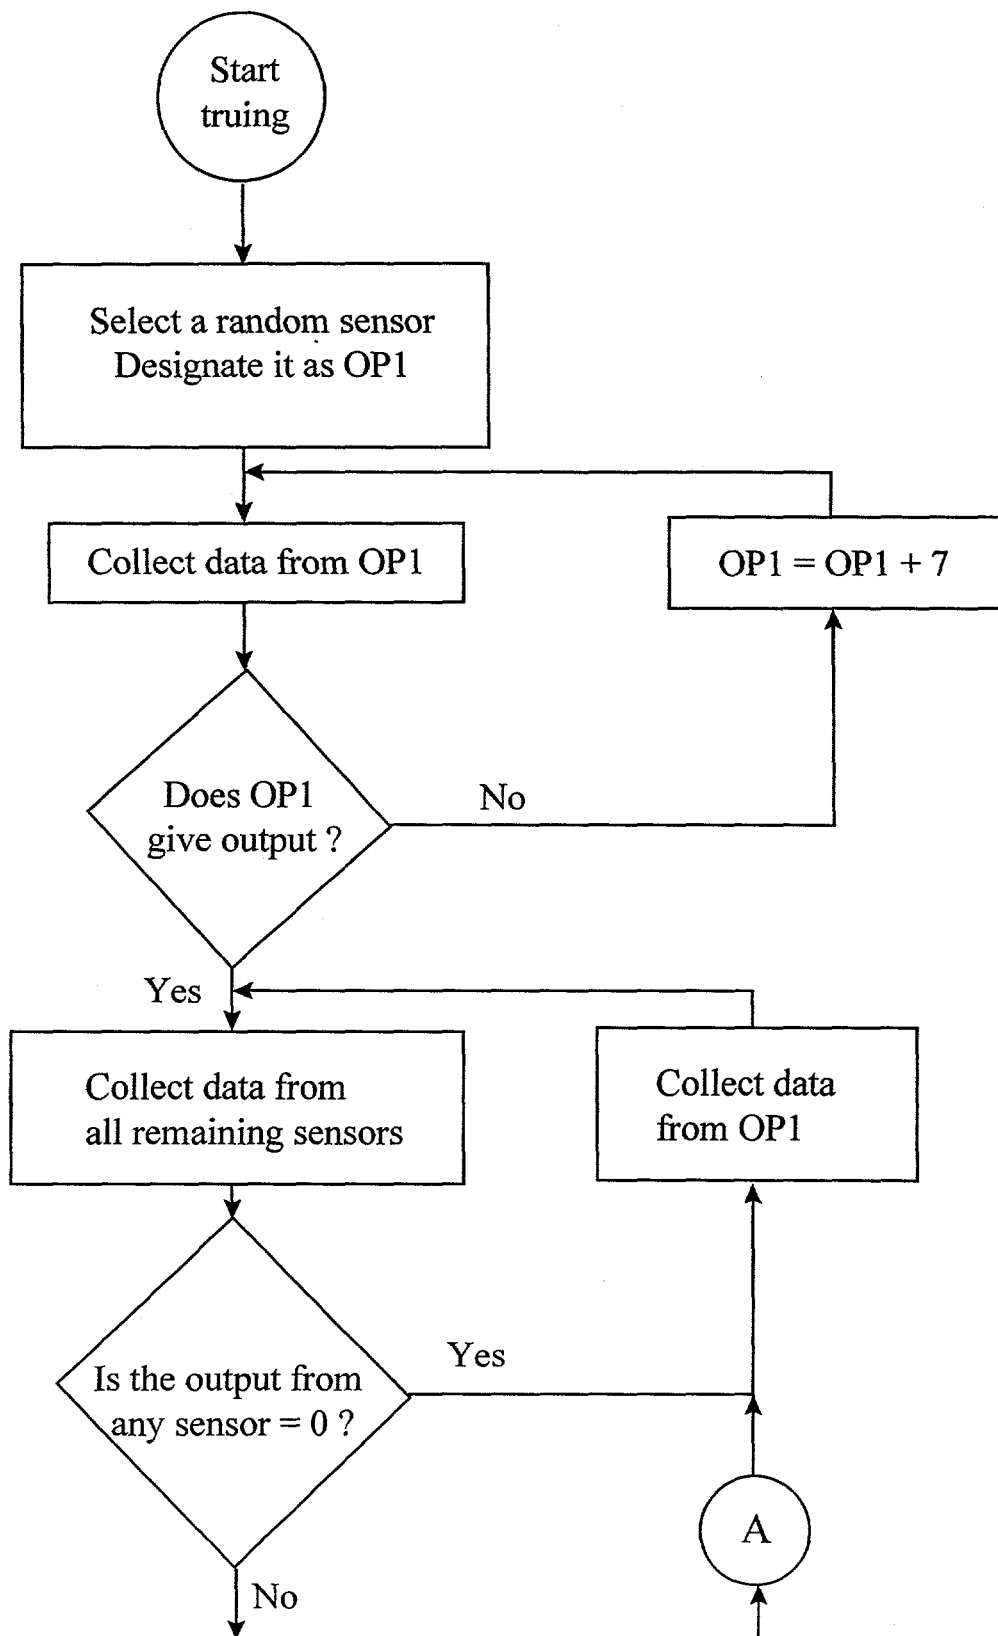 Start
truing
Select a random sensor
Designate it as OP1
Collect data from OP1
OP1 = OP1 + 7
Does OP1
give output ?
No
Yes
Collect data from
all remaining sensors
Collect data
from OP1
Is the output from
any sensor = 0 ?
Yes
A
No